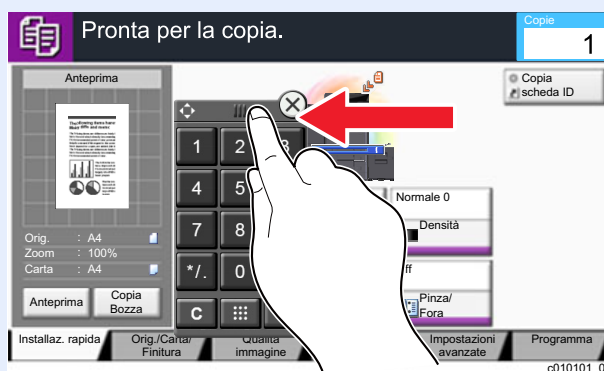 Pronta per la copia.
Copie
1
Anteprima
Copia
scheda ID
1
2
3
4
5
Normale 0
7
8
Densità
Orig. : A4
Zoom : 100%
Carta : A4
*/.
0
Pinza/
Fora
Anteprima
Copia
Bozza
C
Installaz. rapida
Orig./Carta/
Finitura
Qualità
immagine
Impostazioni
avanzate
Programma